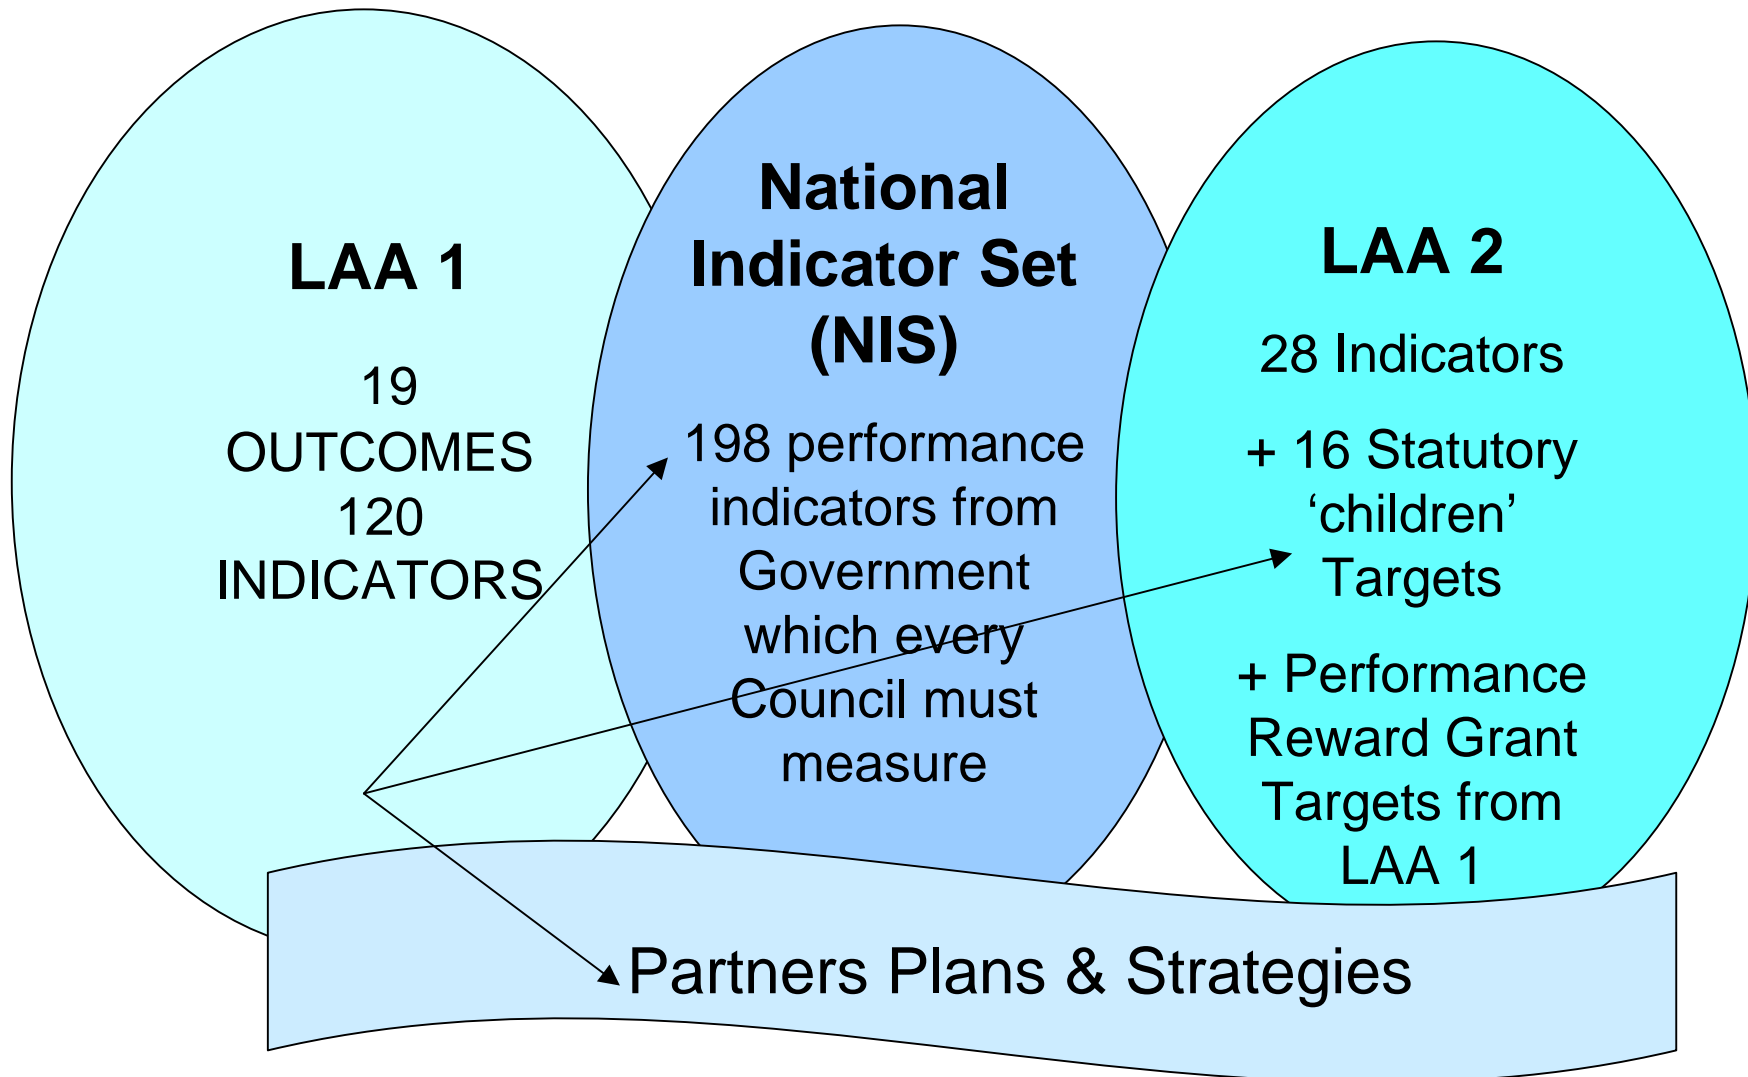 LAA 1
19
OUTCOMES
120
INDICATORS
National
Indicator Set
(NIS)
198 performance
indicators from
Government
which every
Council must
measure
LAA 2
28 Indicators
+ 16 Statutory
‘children’
Targets
+ Performance
Reward Grant
Targets from
LAA 1
Partners Plans & Strategies